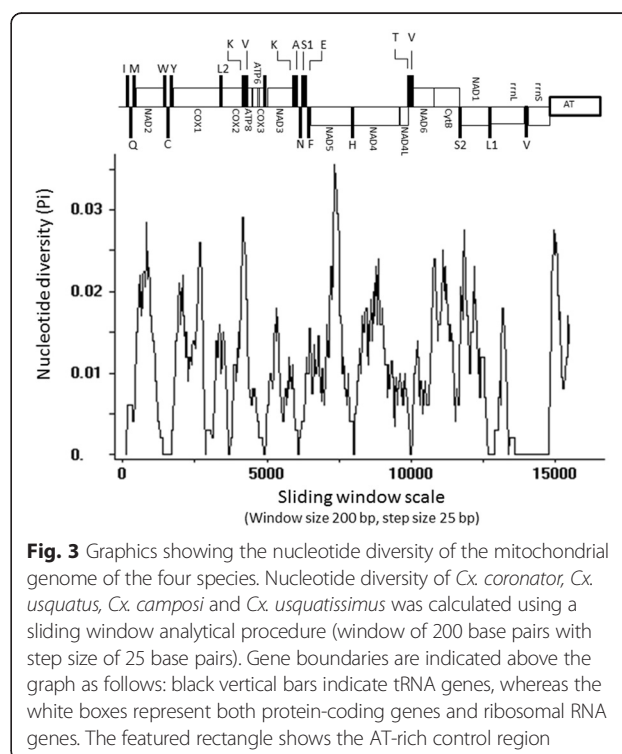 K V K A S1 E T V
I M W Y L2 ATP6 NAD1 rrnL rrnS AT
NAD2 COX1 COX2 ATP8 COX3 NAD3 NAD5 NAD4 NAD4L NAD6 CytB
Q C N F H S2 L1 V
Nucleotide diversity (Pi)
0.03
0.02
0.01
0.
0 5000 10000 15000
Sliding window scale
(Window size 200 bp, step size 25 bp)
Fig. 3 Graphics showing the nucleotide diversity of the mitochondrial
genome of the four species. Nucleotide diversity of Cx. coronator, Cx.
usquatus, Cx. camposi and Cx. usquatissimus was calculated using a
sliding window analytical procedure (window of 200 base pairs with
step size of 25 base pairs). Gene boundaries are indicated above the
graph as follows: black vertical bars indicate tRNA genes, whereas the
white boxes represent both protein-coding genes and ribosomal RNA
genes. The featured rectangle shows the AT-rich control region